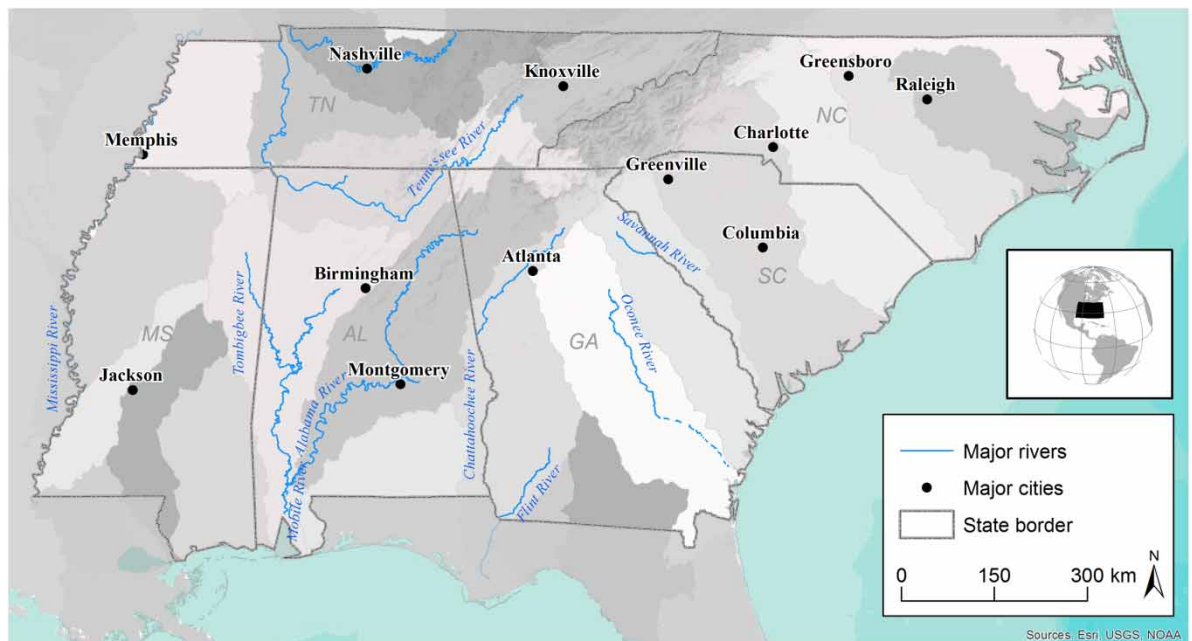 Nashville
Knoxville
Greensboro
Raleigh
TN
NC
Memphis
Charlotte
Tennessee River
Greenville
Savannah River
Columbia
Atlanta
SC
Birmingham
Tombigbee River
Oconee River
MS
AL
GA
Mississippi River
Jackson
Montgomery
Alabama River
Chattahoochee River
Mobile River
Flint River
Major rivers
Major cities
State border
N
0 150 300 km
Sources: Esri, USGS, NOAA